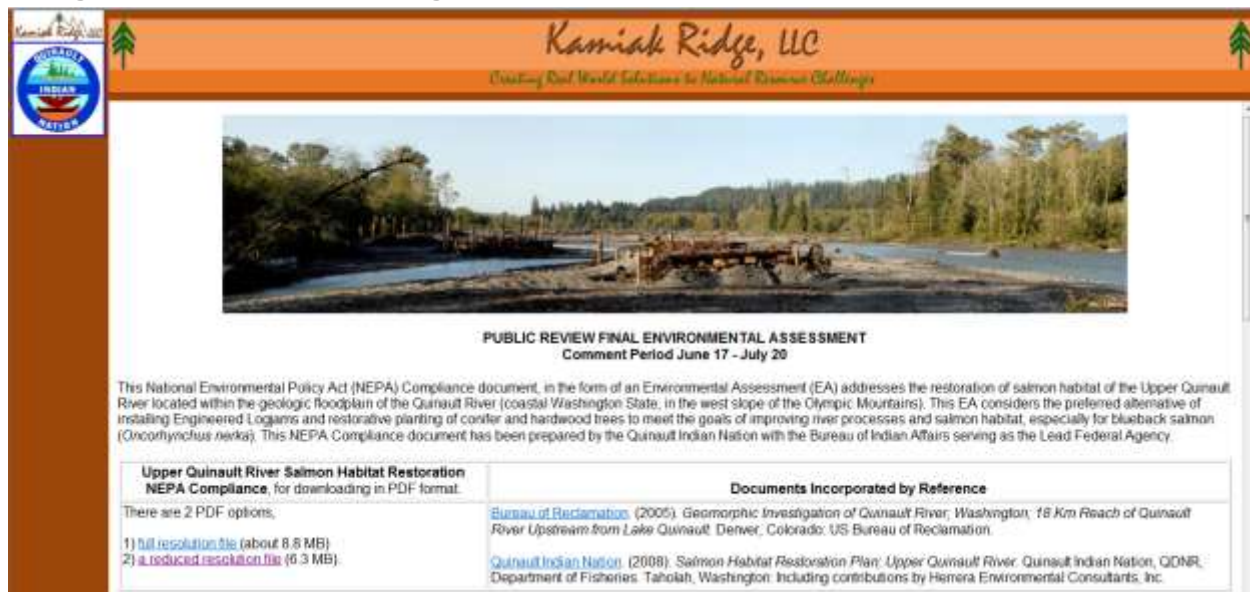 Kamiak Ridge, LLC
QUINAULT
INDIAN
NATION
Kamiak Ridge, LLC
Creating Real World Solutions to Natural Resource Challenges
PUBLIC REVIEW FINAL ENVIRONMENTAL ASSESSMENT
Comment Period June 17 - July 20
This National Environmental Policy Act (NEPA) Compliance document, in the form of an Environmental Assessment (EA) addresses the restoration of salmon habitat of the Upper Quinault
River located within the geologic floodplain of the Quinault River (coastal Washington State, in the west slope of the Olympic Mountains). This EA considers the preferred alternative of
installing Engineered Logjams and restorative planting of conifer and hardwood trees to meet the goals of improving river processes and salmon habitat, especially for blueback salmon
(Oncorhynchus nerka). This NEPA Compliance document has been prepared by the Quinault Indian Nation with the Bureau of Indian Affairs serving as the Lead Federal Agency.
Upper Quinault River Salmon Habitat Restoration
NEPA Compliance, for downloading in PDF format.
There are 2 PDF options,
1) full resolution file (about 8.8 MB)
2) a reduced resolution file (6.3 MB).
Documents Incorporated by Reference
Bureau of Reclamation. (2005). Geomorphic Investigation of Quinault River, Washington; 18 Km Reach of Quinault
River Upstream from Lake Quinault. Denver, Colorado: US Bureau of Reclamation.
Quinault Indian Nation. (2008). Salmon Habitat Restoration Plan: Upper Quinault River. Quinault Indian Nation, QDNR,
Department of Fisheries. Taholah, Washington: Including contributions by Herrera Environmental Consultants, Inc.